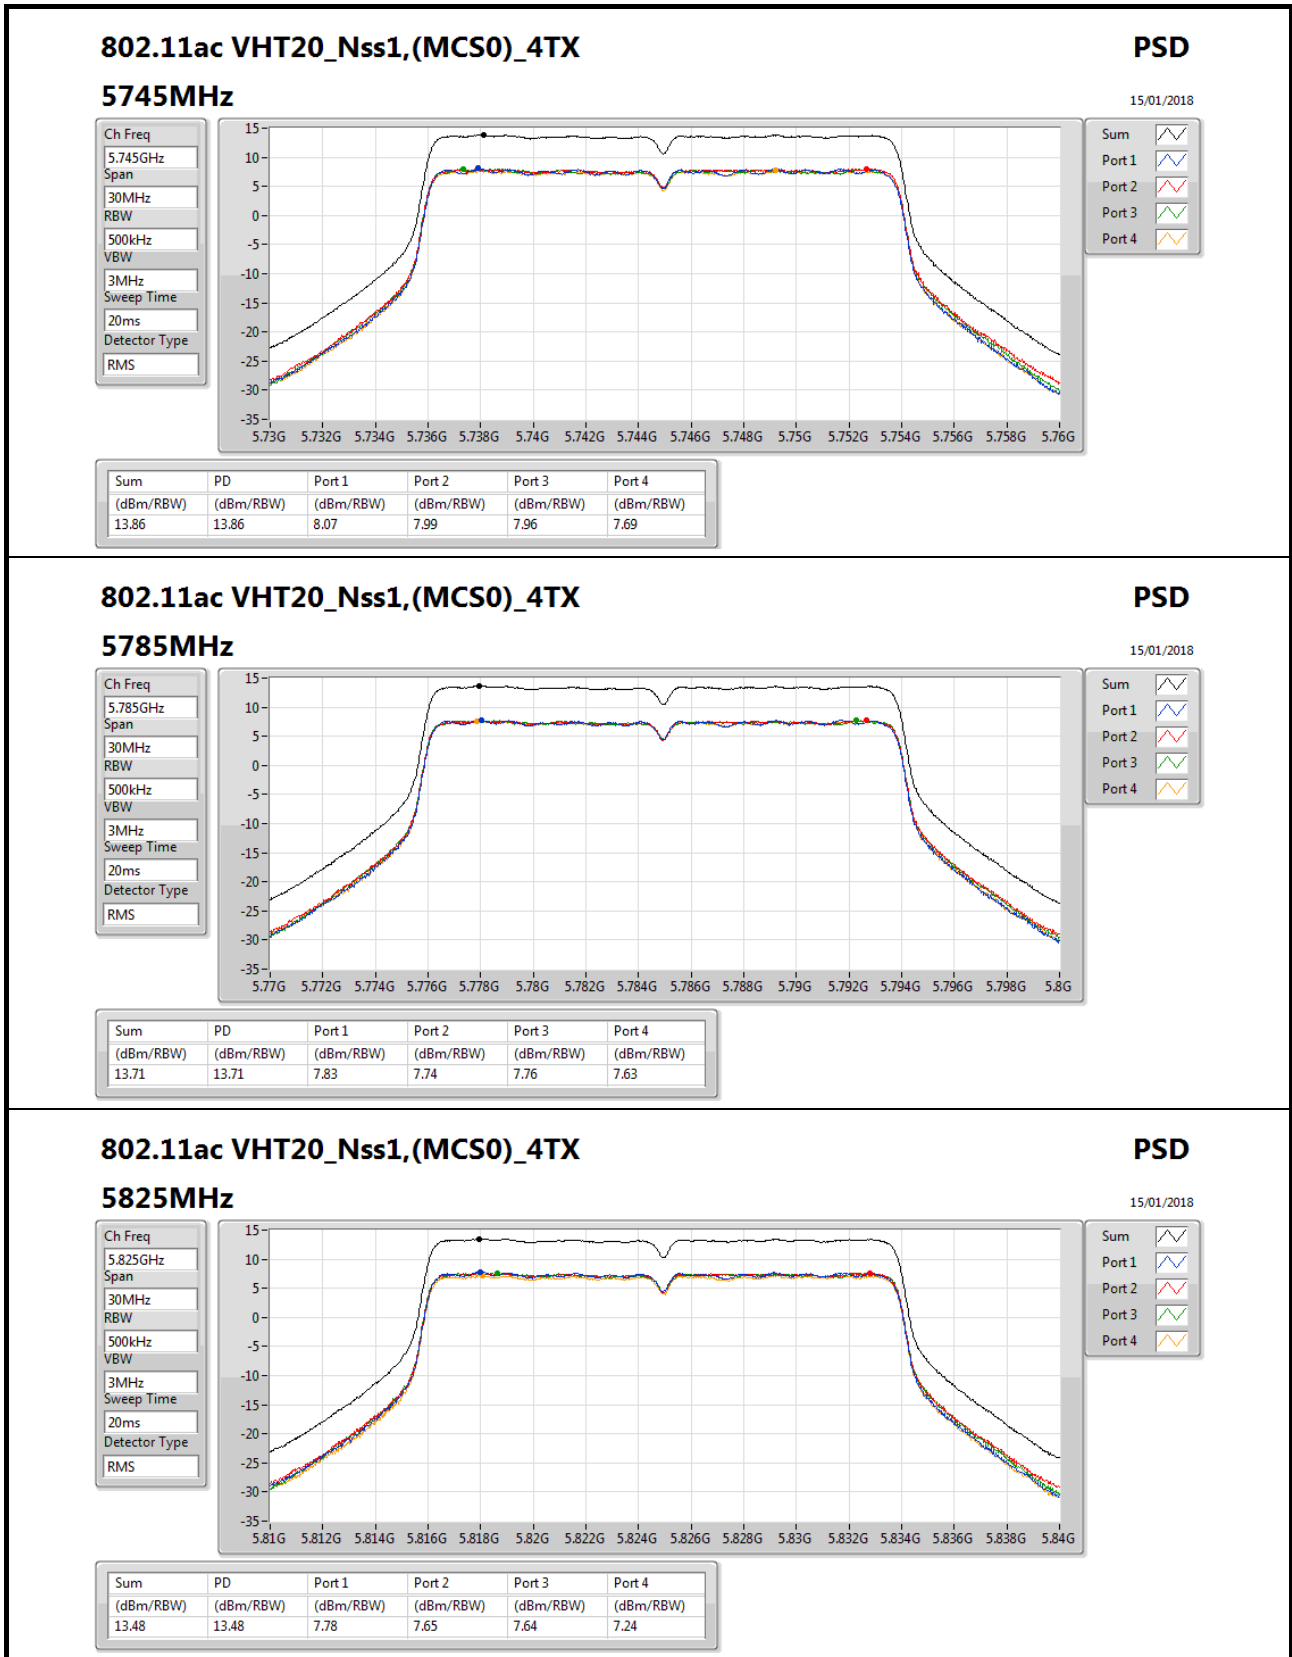 802.11ac VHT20_Nss1,(MCS0)_4TX PSD
5745MHz 15/01/2018
Ch Freq
5.745GHz
Span
30MHz
RBW
500kHz
VBW
3MHz
Sweep Time
20ms
Detector Type
RMS
15
10
5
0
-5
-10
-15
-20
-25
-30
-35
5.73G 5.732G 5.734G 5.736G 5.738G 5.74G 5.742G 5.744G 5.746G 5.748G 5.75G 5.752G 5.754G 5.756G 5.758G 5.76G
Sum
Port 1
Port 2
Port 3
Port 4
Sum PD Port 1 Port 2 Port 3 Port 4
(dBm/RBW) (dBm/RBW) (dBm/RBW) (dBm/RBW) (dBm/RBW) (dBm/RBW)
13.86 13.86 8.07 7.99 7.96 7.69
802.11ac VHT20_Nss1,(MCS0)_4TX PSD
5785MHz 15/01/2018
Ch Freq
5.785GHz
Span
30MHz
RBW
500kHz
VBW
3MHz
Sweep Time
20ms
Detector Type
RMS
15
10
5
0
-5
-10
-15
-20
-25
-30
-35
5.77G 5.772G 5.774G 5.776G 5.778G 5.78G 5.782G 5.784G 5.786G 5.788G 5.79G 5.792G 5.794G 5.796G 5.798G 5.8G
Sum
Port 1
Port 2
Port 3
Port 4
Sum PD Port 1 Port 2 Port 3 Port 4
(dBm/RBW) (dBm/RBW) (dBm/RBW) (dBm/RBW) (dBm/RBW) (dBm/RBW)
13.71 13.71 7.83 7.74 7.76 7.63
802.11ac VHT20_Nss1,(MCS0)_4TX PSD
5825MHz 15/01/2018
Ch Freq
5.825GHz
Span
30MHz
RBW
500kHz
VBW
3MHz
Sweep Time
20ms
Detector Type
RMS
15
10
5
0
-5
-10
-15
-20
-25
-30
-35
5.81G 5.812G 5.814G 5.816G 5.818G 5.82G 5.822G 5.824G 5.826G 5.828G 5.83G 5.832G 5.834G 5.836G 5.838G 5.84G
Sum
Port 1
Port 2
Port 3
Port 4
Sum PD Port 1 Port 2 Port 3 Port 4
(dBm/RBW) (dBm/RBW) (dBm/RBW) (dBm/RBW) (dBm/RBW) (dBm/RBW)
13.48 13.48 7.78 7.65 7.64 7.24